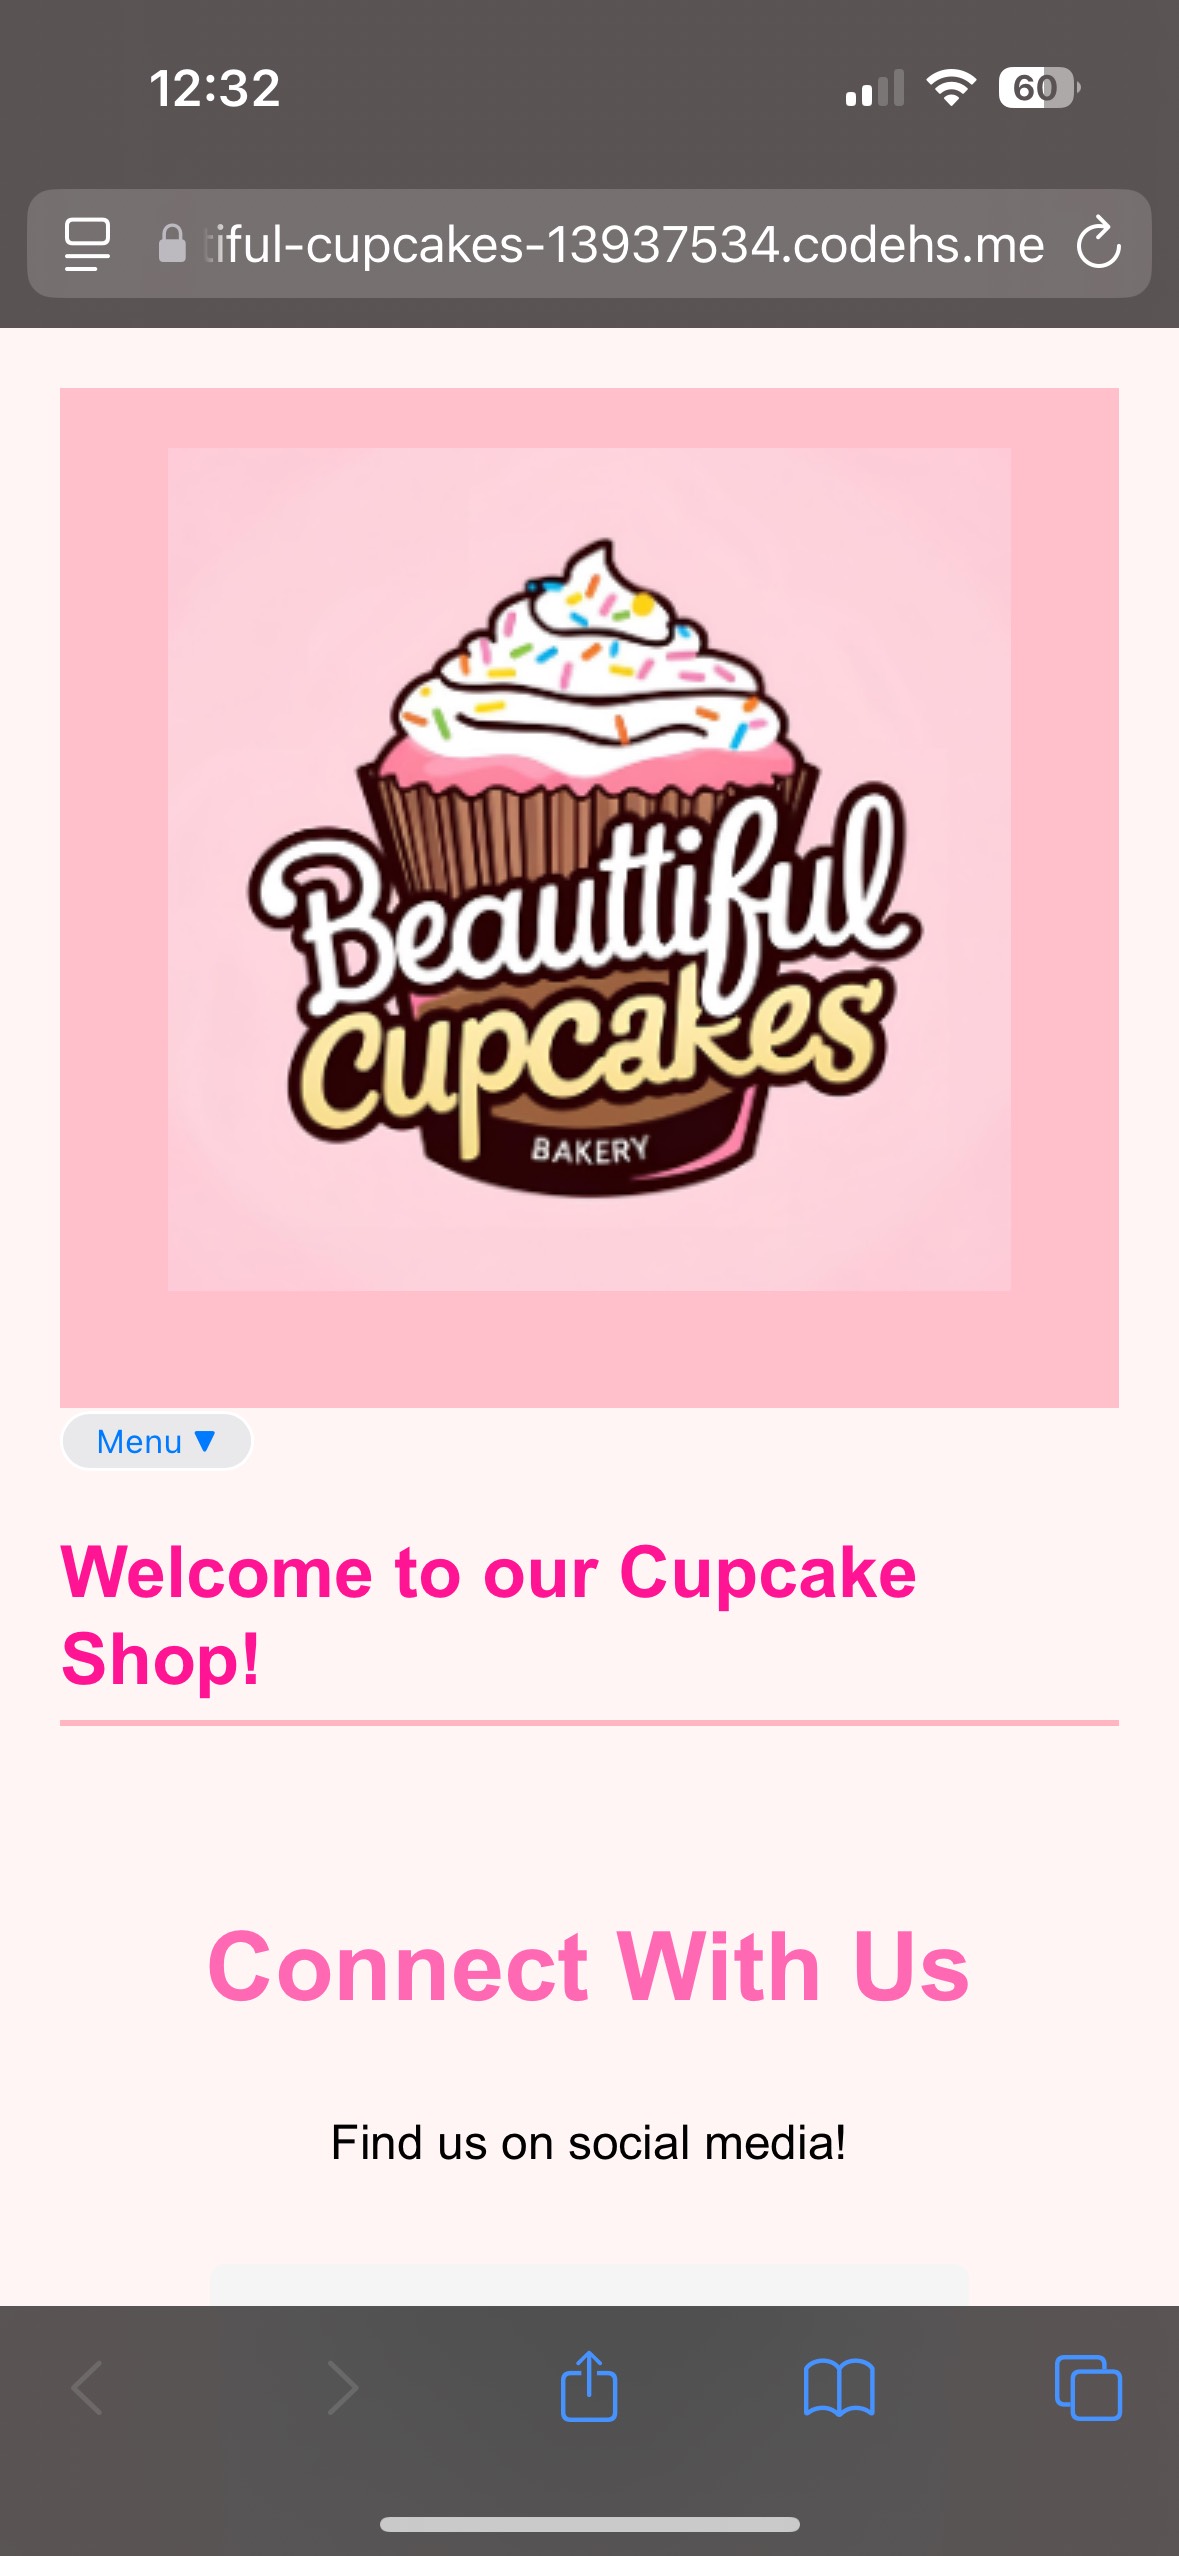 12:32
60
tiful-cupcakes-13937534.codehs.me
Beauttiful
Cupcakes
BAKERY
Menu ▼
Welcome to our Cupcake
Shop!
Connect With Us
Find us on social media!